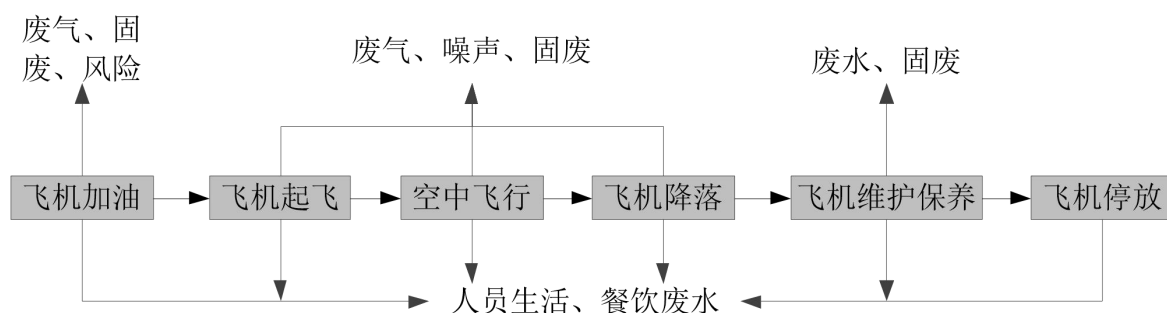 废气、固
废、风险
废气、噪声、固废
废水、固废
飞机加油
飞机起飞
空中飞行
飞机降落
飞机维护保养
飞机停放
人员生活、餐饮废水